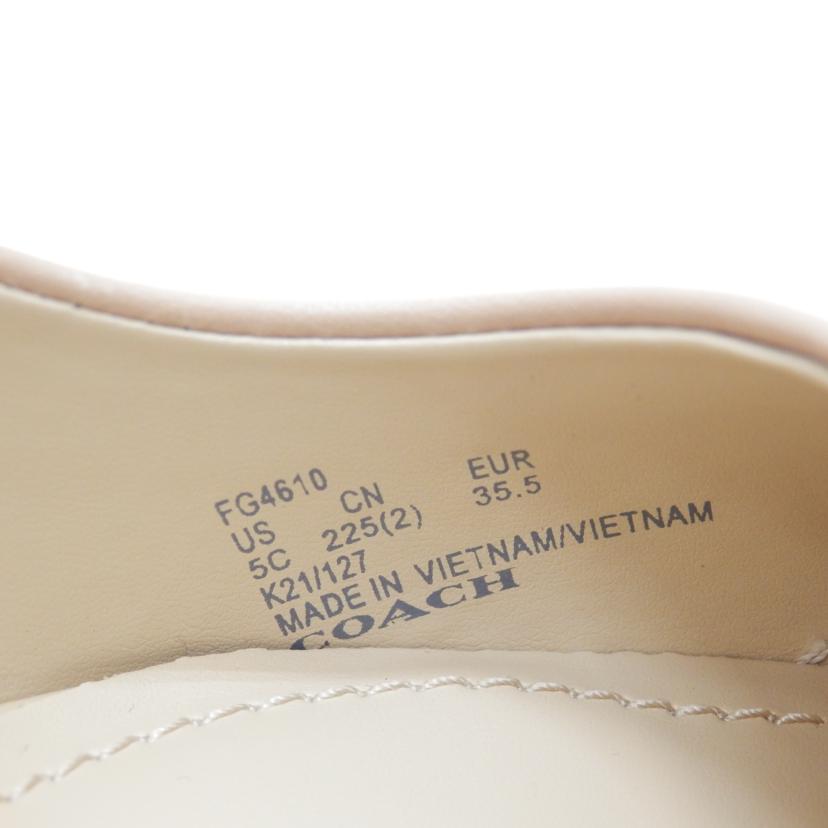 FG4610
US CN EUR
5C 225(2) 35.5
K21/127
MADE IN VIETNAM/VIETNAM
COACH